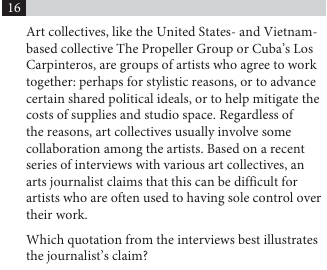 16
Art collectives, like the United States- and Vietnam-
based collective The Propeller Group or Cuba's Los
Carpinteros, are groups of artists who agree to work
together: perhaps for stylistic reasons, or to advance
certain shared political ideals, or to help mitigate the
costs of supplies and studio space. Regardless of
the reasons, art collectives usually involve some
collaboration among the artists. Based on a recent
series of interviews with various art collectives, an
arts journalist claims that this can be difficult for
artists who are often used to having sole control over
their work.
Which quotation from the interviews best illustrates
the journalist's claim?